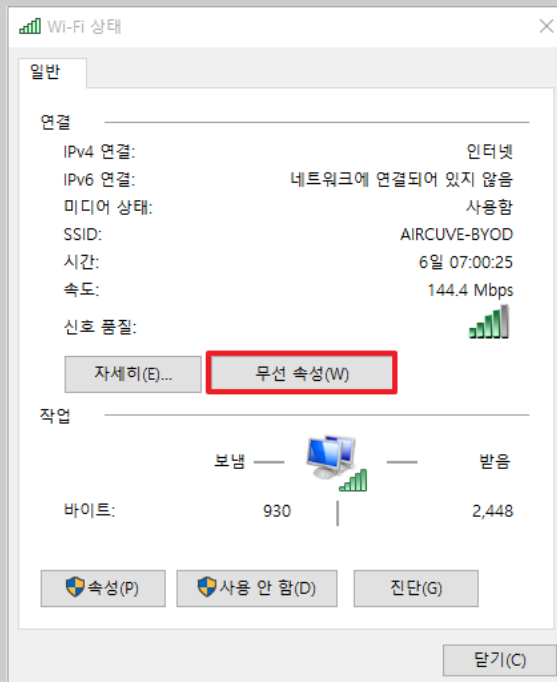 Wi-Fi 상태
일반
연결
IPv4 연결: 인터넷
IPv6 연결: 네트워크에 연결되어 있지 않음
미디어 상태: 사용함
SSID: AIRCUVE-BYOD
시간: 6일 07:00:25
속도: 144.4 Mbps
신호 품질:
자세히(E)... 무선 속성(W)
작업
보냄 받음
바이트: 930 2,448
속성(P) 사용 안 함(D) 진단(G)
닫기(C)